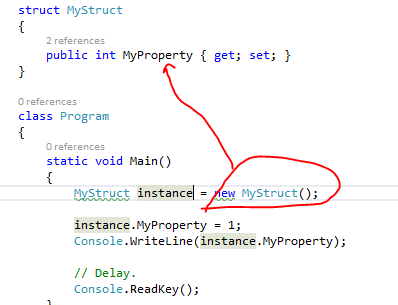 struct MyStruct
{
2 references
public int MyProperty { get; set; }
}
0 references
class Program
{
0 references
static void Main()
{
MyStruct instance = new MyStruct();
instance.MyProperty = 1;
Console.WriteLine(instance.MyProperty);
// Delay.
Console.ReadKey();
}